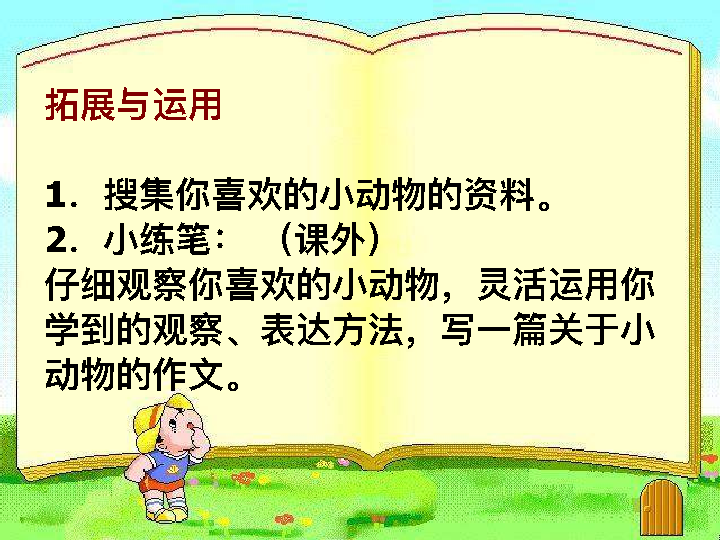 拓展与运用
1．搜集你喜欢的小动物的资料。
2．小练笔：（课外）
仔细观察你喜欢的小动物，灵活运用你
学到的观察、表达方法，写一篇关于小
动物的作文。